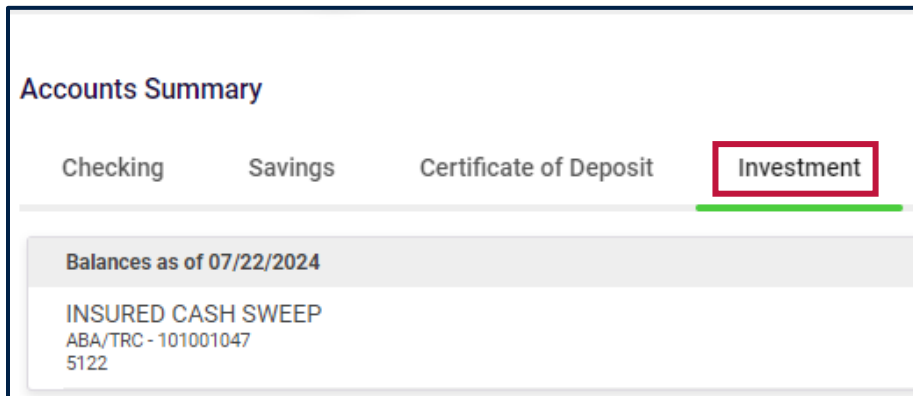 Accounts Summary
Checking Savings Certificate of Deposit Investment
Balances as of 07/22/2024
INSURED CASH SWEEP
ABA/TRC - 101001047
5122